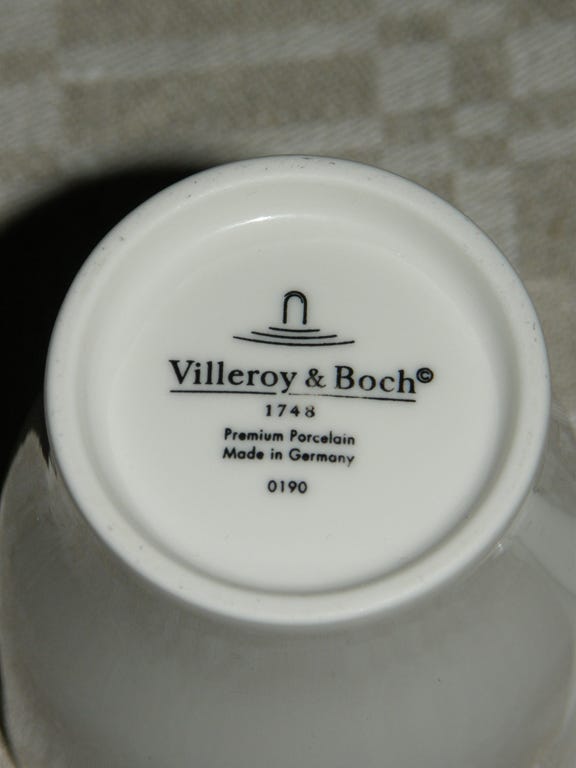 Villeroy & Boch©
1748
Premium Porcelain
Made in Germany
0190